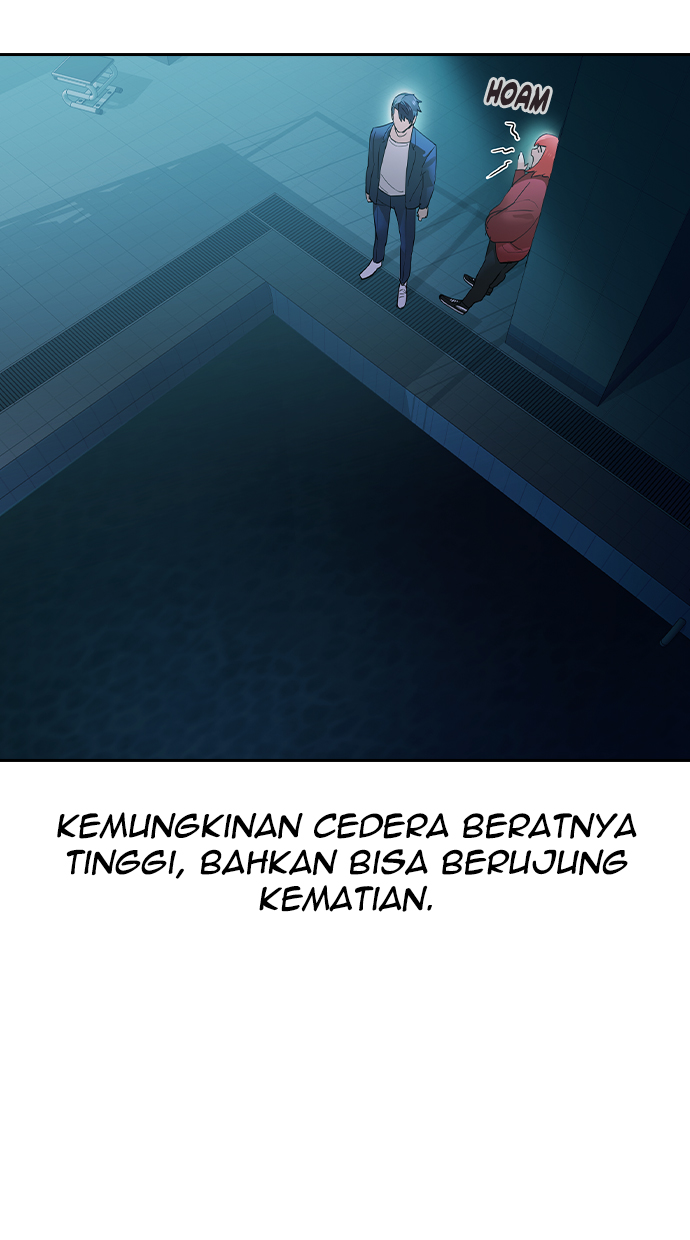 HOAM
KEMUNGKINAN CEDERA BERATNYA
TINGGI, BAHKAN BISA BERUJUNG
KEMATIAN.